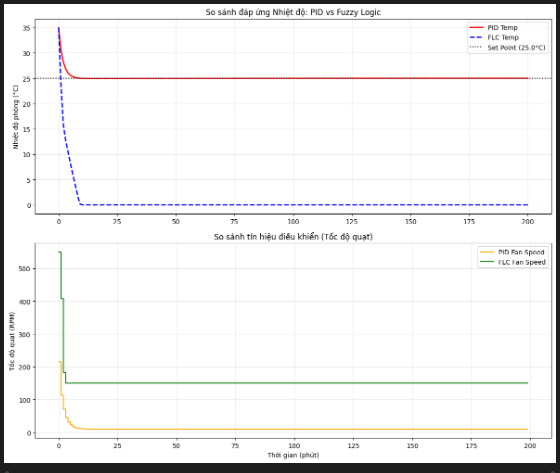 So sánh đáp ứng Nhiệt độ: PID vs Fuzzy Logic
PID Temp
FLC Temp
Set Point (25.0°C)
Nhiệt độ phòng (°C)
35
30
25
20
15
10
5
0
0 25 50 75 100 125 150 175 200
So sánh tín hiệu điều khiển (Tốc độ quạt)
PID Fan Speed
FLC Fan Speed
Tốc độ quạt (RPM)
500
400
300
200
100
0
0 25 50 75 100 125 150 175 200
Thời gian (phút)